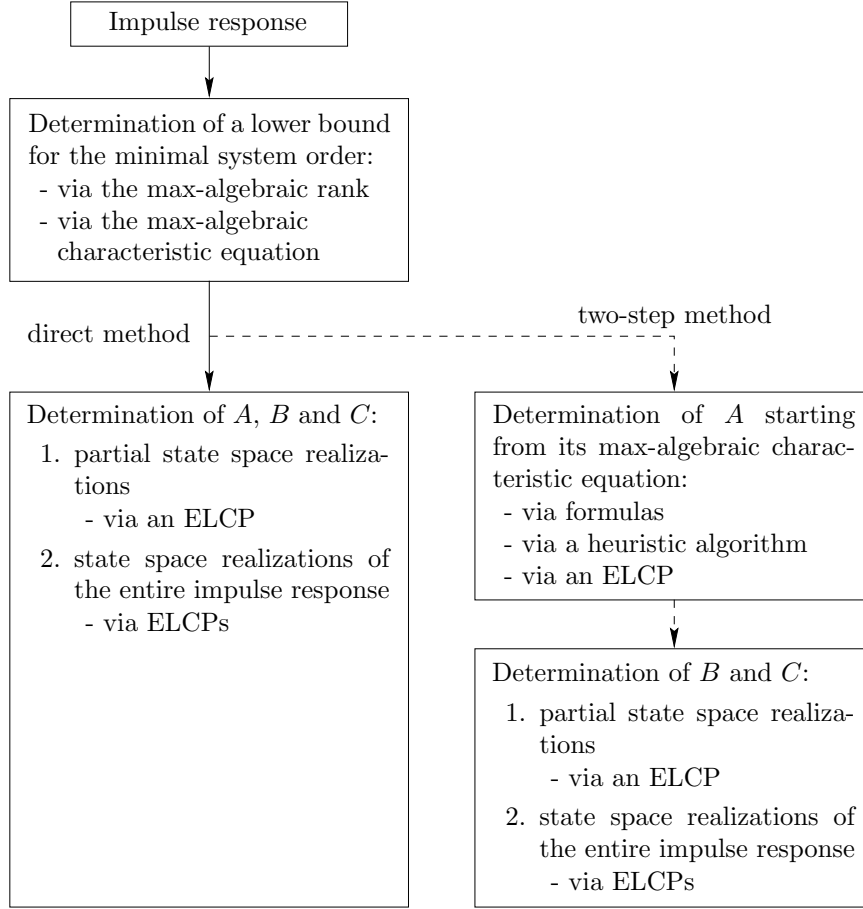 Impulse response
Determination of a lower bound
for the minimal system order:
- via the max-algebraic rank
- via the max-algebraic
characteristic equation
direct method
two-step method
Determination of A, B and C:
1. partial state space realiza-
tions
- via an ELCP
2. state space realizations of
the entire impulse response
- via ELCPs
Determination of A starting
from its max-algebraic charac-
teristic equation:
- via formulas
- via a heuristic algorithm
- via an ELCP
Determination of B and C:
1. partial state space realiza-
tions
- via an ELCP
2. state space realizations of
the entire impulse response
- via ELCPs